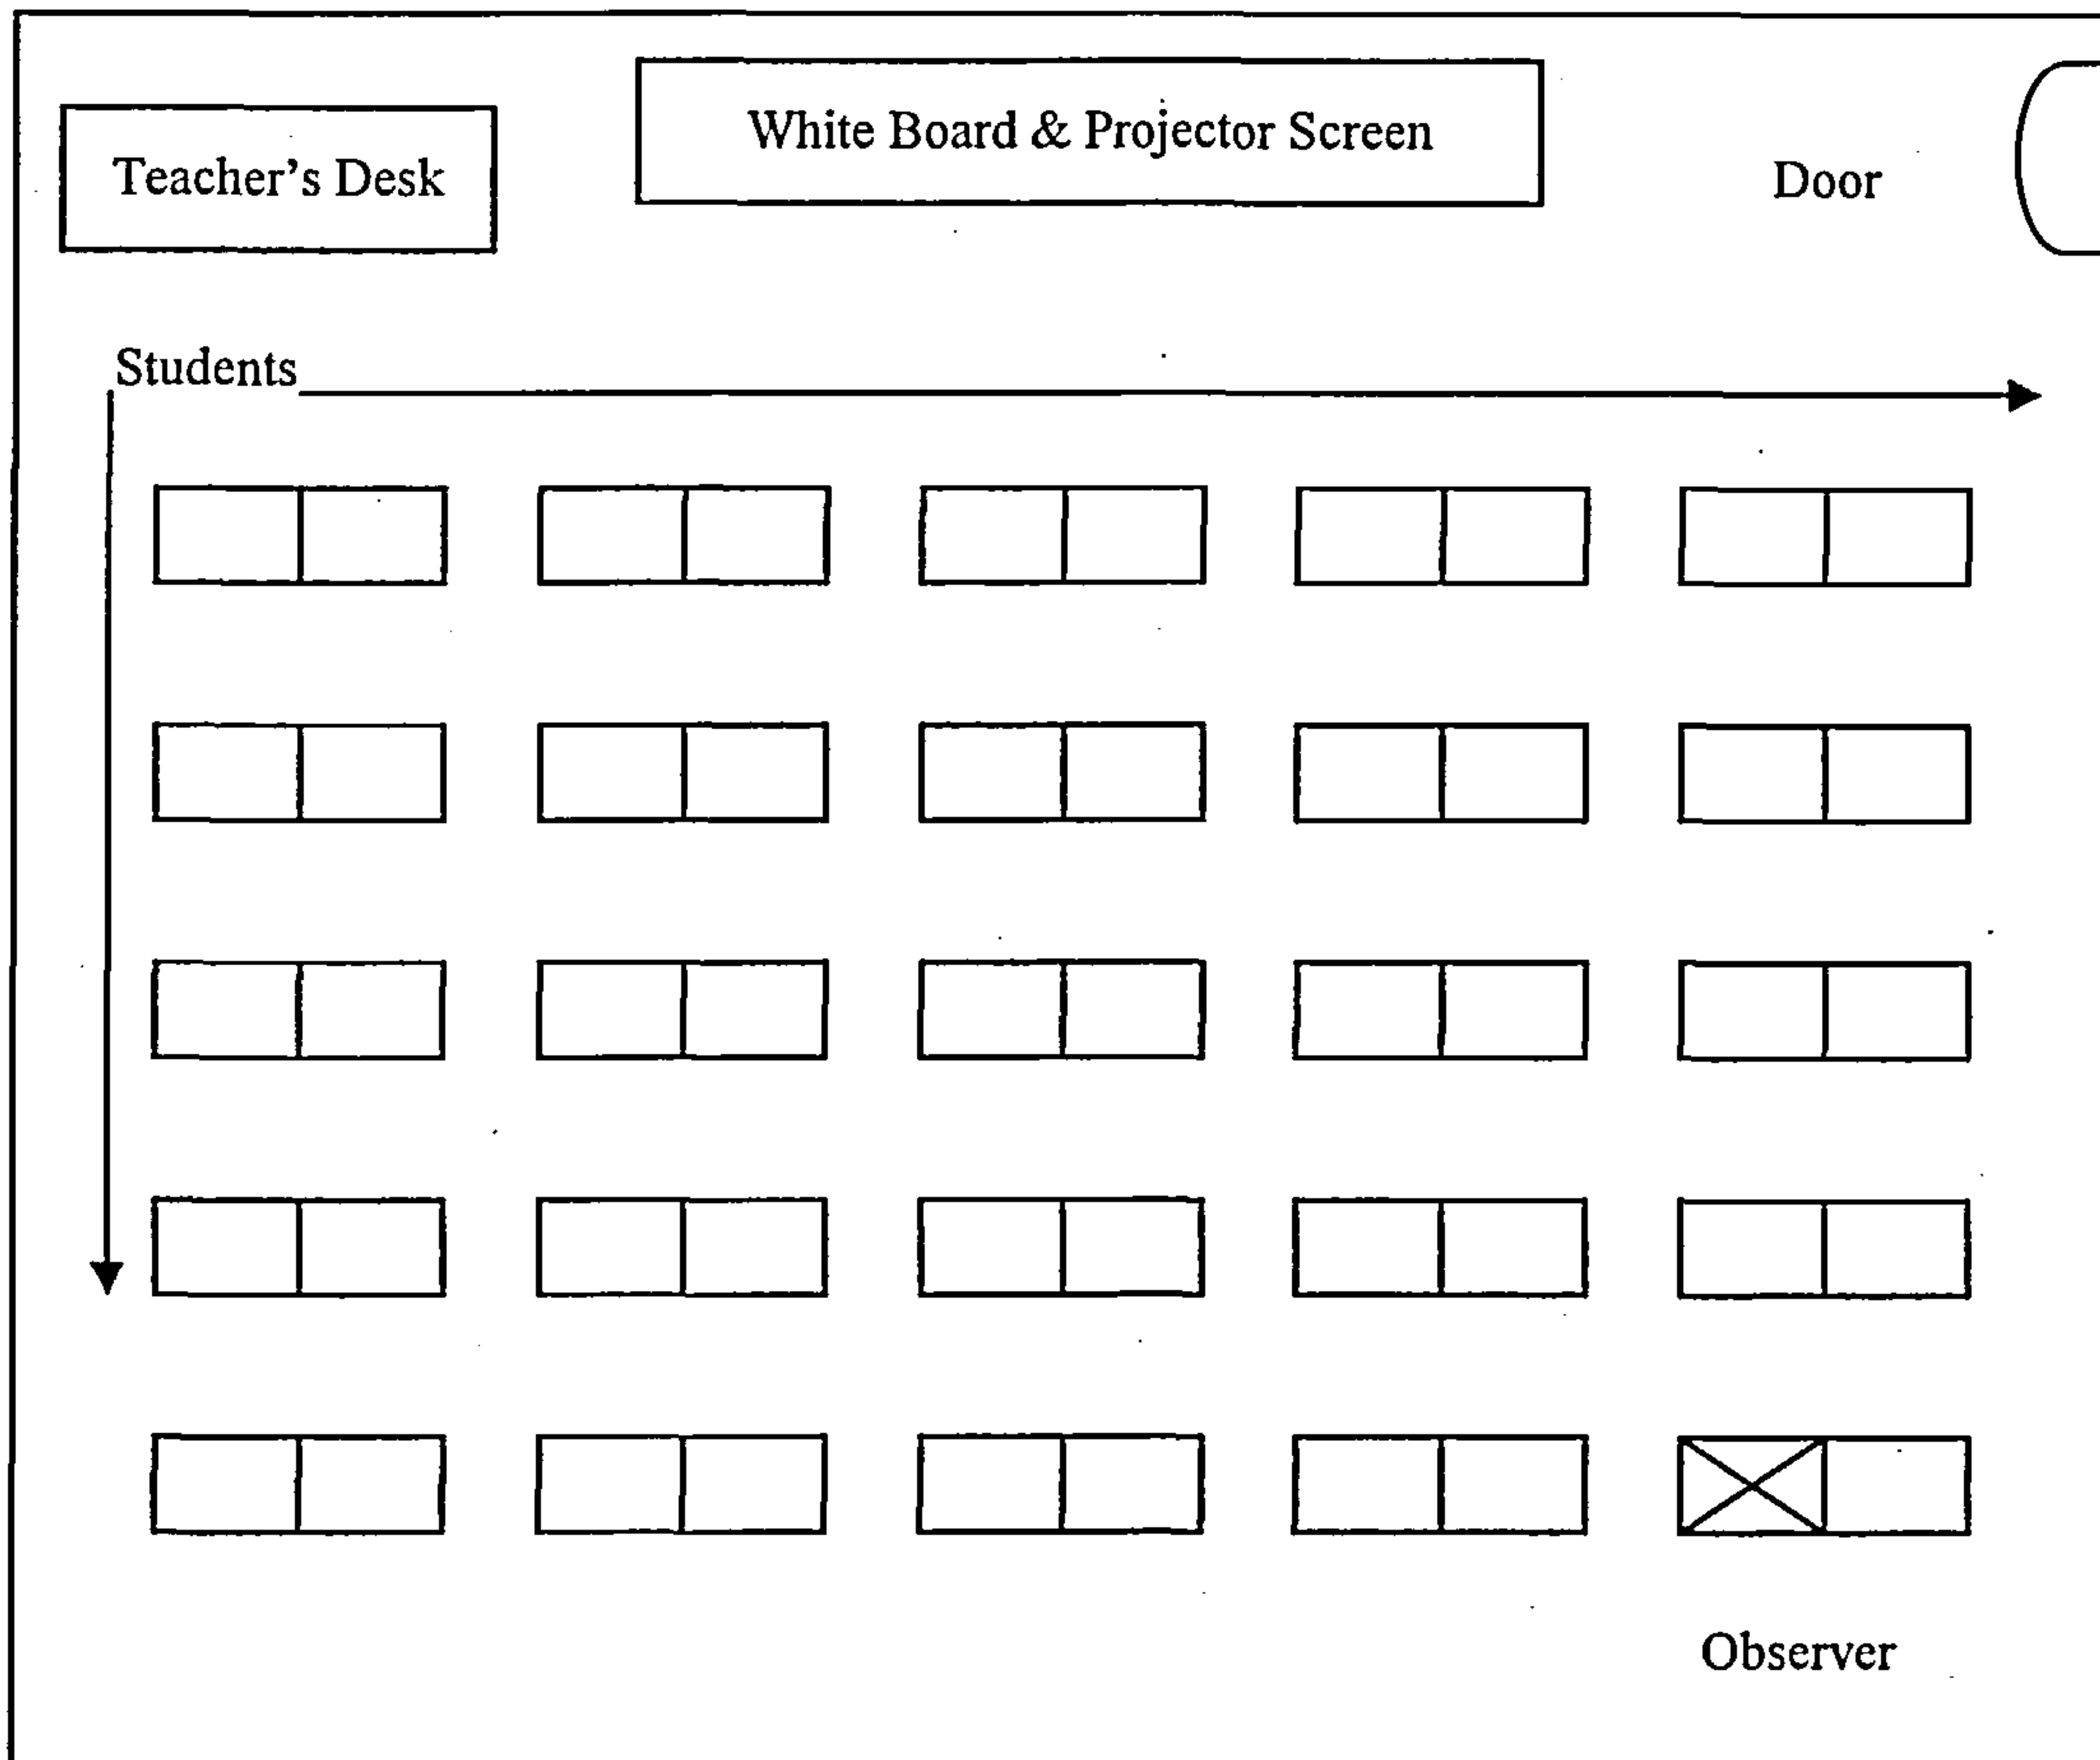 White Board & Projector Screen
Teacher's Desk
Door
Students
Observer